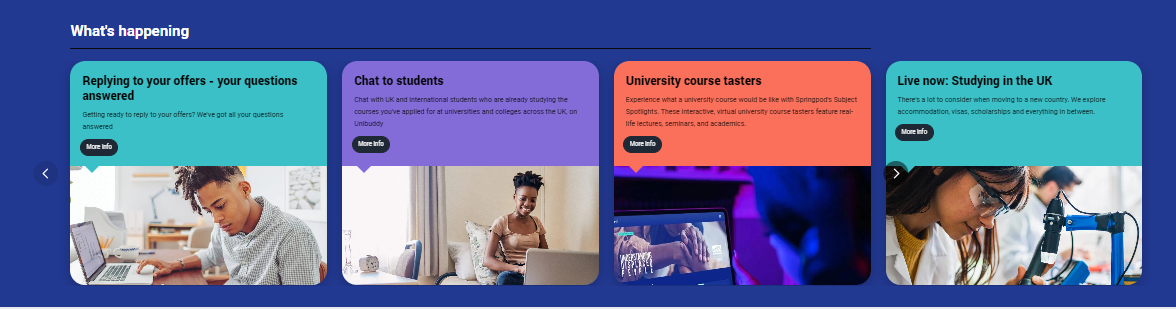 What's happening
Replying to your offers - your questions
answered
Getting ready to reply to your offers? We've got all your questions
answered
More info
Chat to students
Chat with UK and international students who are already studying the
courses you've applied for at universities and colleges across the UK, on
Unibuddy
More info
University course tasters
Experience what a university course would be like with Springpod's Subject
Spotlights. These interactive, virtual university course tasters feature real-
life lectures, seminars, and academics.
More info
UNDERSTANDING
PEOPLE
Live now: Studying in the UK
There's a lot to consider when moving to a new country. We explore
accommodation, visas, scholarships and everything in between.
More info